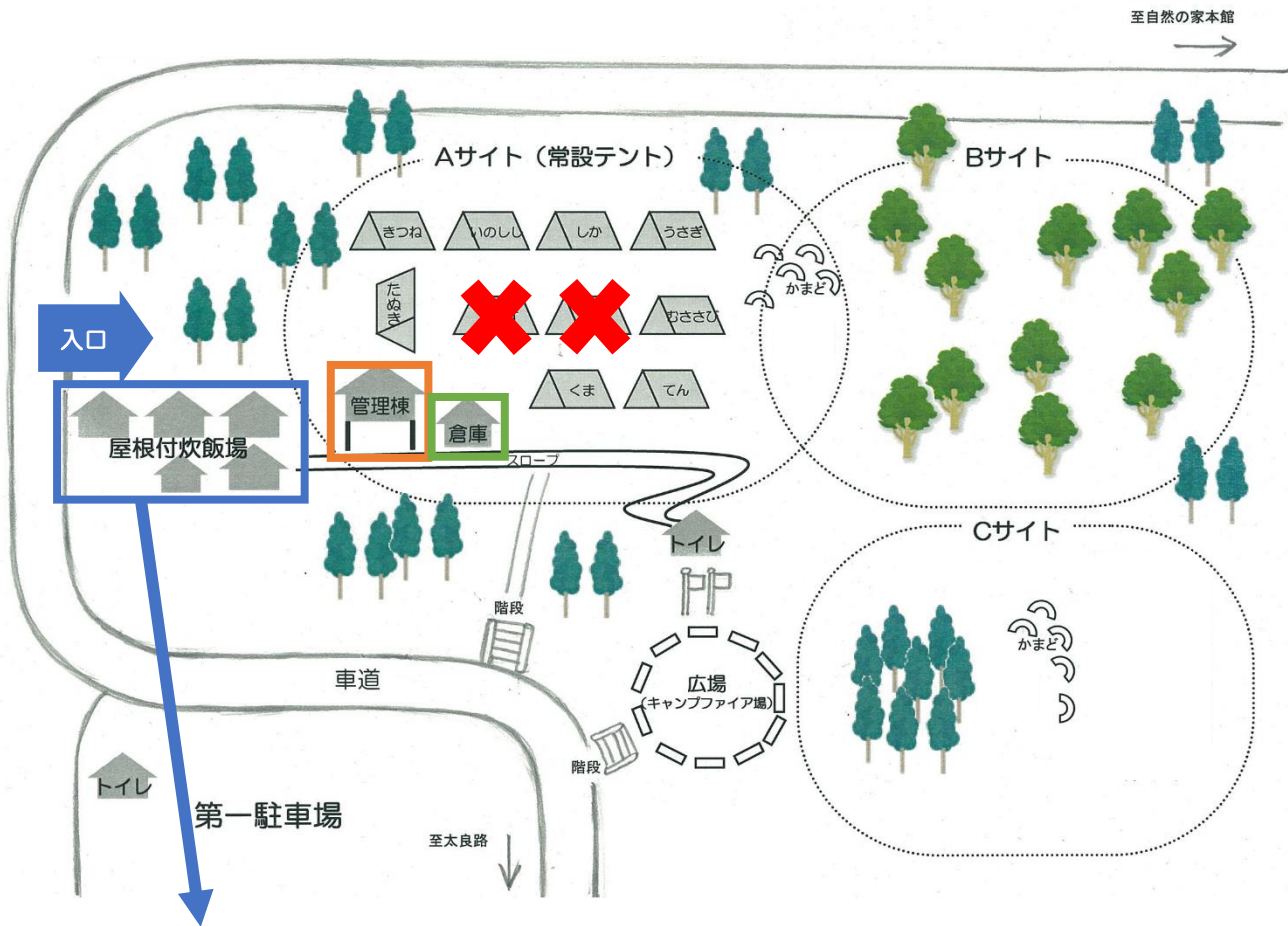 至自然の家本館
Aサイト（常設テント）
Bサイト
きつね
いのしし
しか
うさぎ
たぬき
むささび
かまど
入口
くま
てん
管理棟
倉庫
屋根付炊飯場
スロープ
トイレ
Cサイト
階段
かまど
車道
広場
（キャンプファイア場）
階段
トイレ
第一駐車場
至太良路